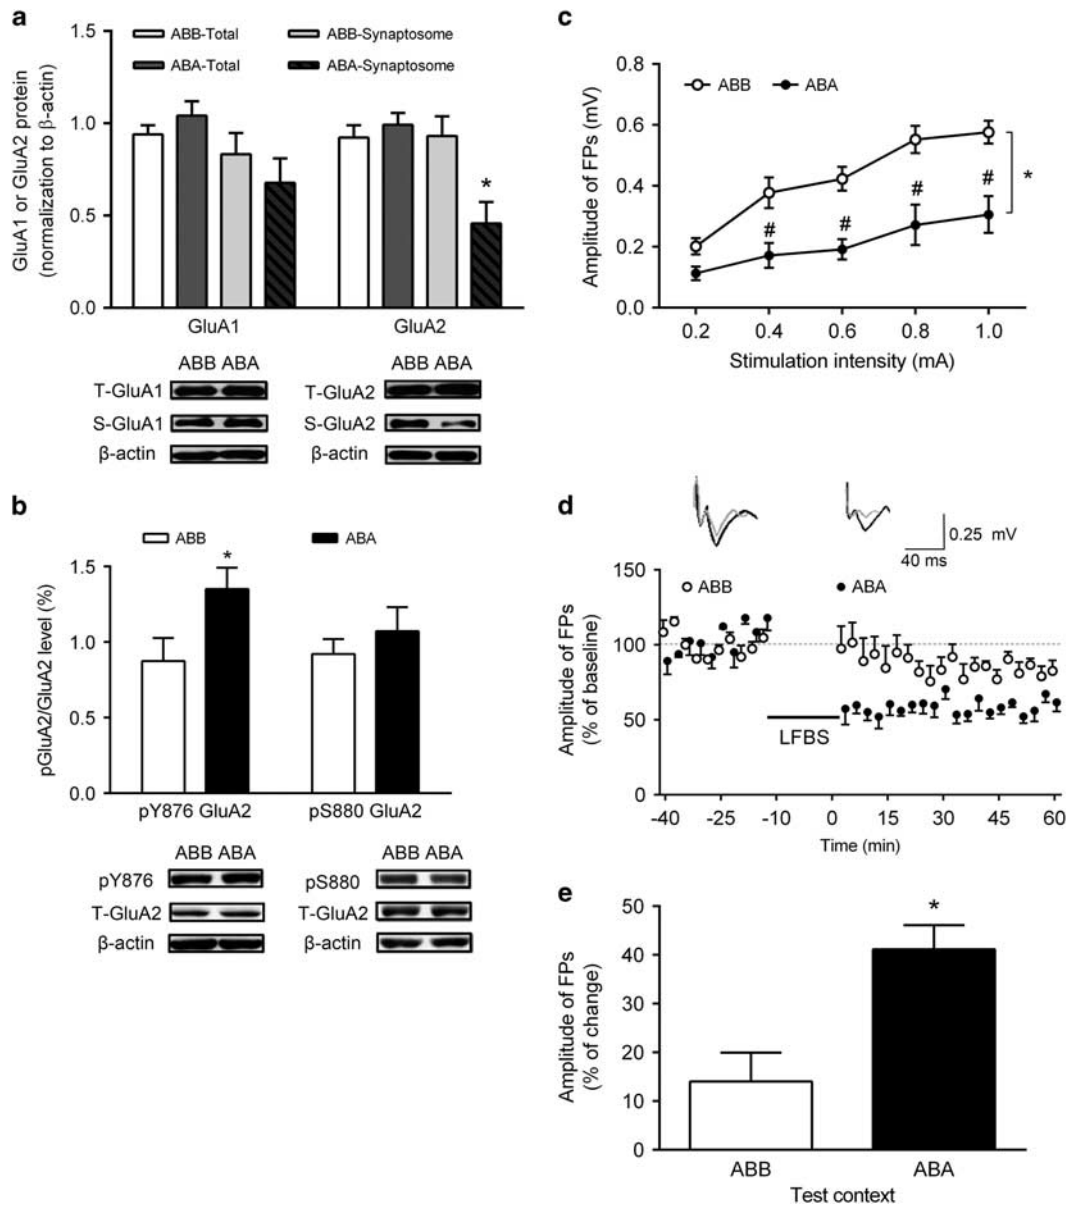 a
ABB-Total
ABB-Synaptosome
ABA-Total
ABA-Synaptosome
GluA1 or GluA2 protein
(normalization to β-actin)
1.5
1.0
0.5
0.0
*
GluA1
GluA2
ABB ABA
T-GluA1
S-GluA1
β-actin
ABB ABA
T-GluA2
S-GluA2
β-actin
b
ABB
ABA
pGluA2/GluA2 level (%)
1.5
1.0
0.5
0.0
*
pY876 GluA2
pS880 GluA2
ABB ABA
pY876
T-GluA2
β-actin
ABB ABA
pS880
T-GluA2
β-actin
c
ABB
ABA
Amplitude of FPs (mV)
0.8
0.6
0.4
0.2
0.0
# # # #
*
0.2 0.4 0.6 0.8 1.0
Stimulation intensity (mA)
d
0.25 mV
40 ms
ABB
ABA
Amplitude of FPs
(% of baseline)
150
100
50
0
LFBS
-40 -25 -10 0 15 30 45 60
Time (min)
e
Amplitude of FPs
(% of change)
50
40
30
20
10
0
*
ABB
ABA
Test context